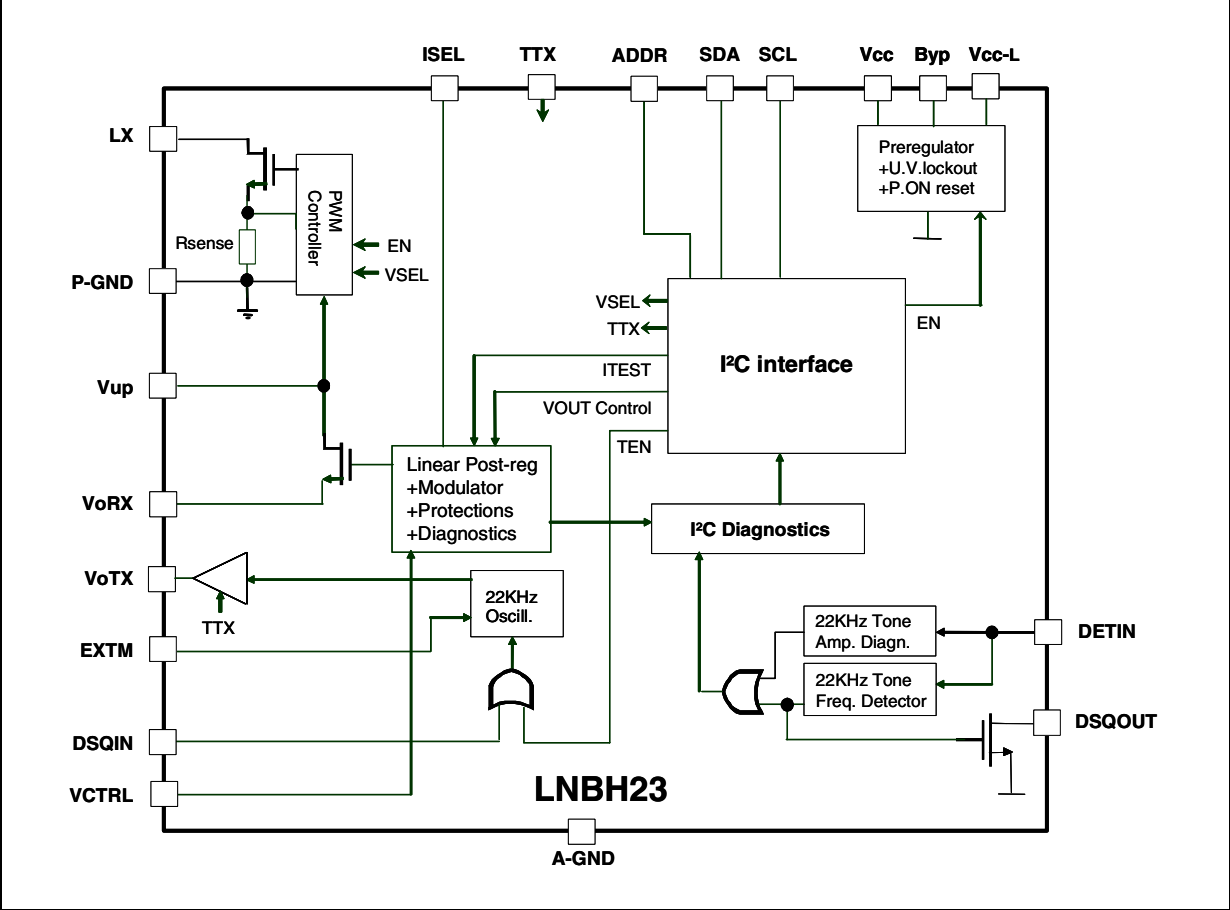 ISEL
TTX
ADDR
SDA
SCL
Vcc
Byp
Vcc-L
LX
Preregulator
+U.V.lockout
+P.ON reset
PWM
Controller
Rsense
EN
VSEL
P-GND
VSEL
TTX
EN
ITEST
I²C interface
Vup
VOUT Control
TEN
Linear Post-reg
+Modulator
+Protections
+Diagnostics
VoRX
I²C Diagnostics
VoTX
TTX
22KHz
Oscill.
22KHz Tone
Amp. Diagn.
DETIN
EXTM
22KHz Tone
Freq. Detector
DSQOUT
DSQIN
VCTRL
LNBH23
A-GND